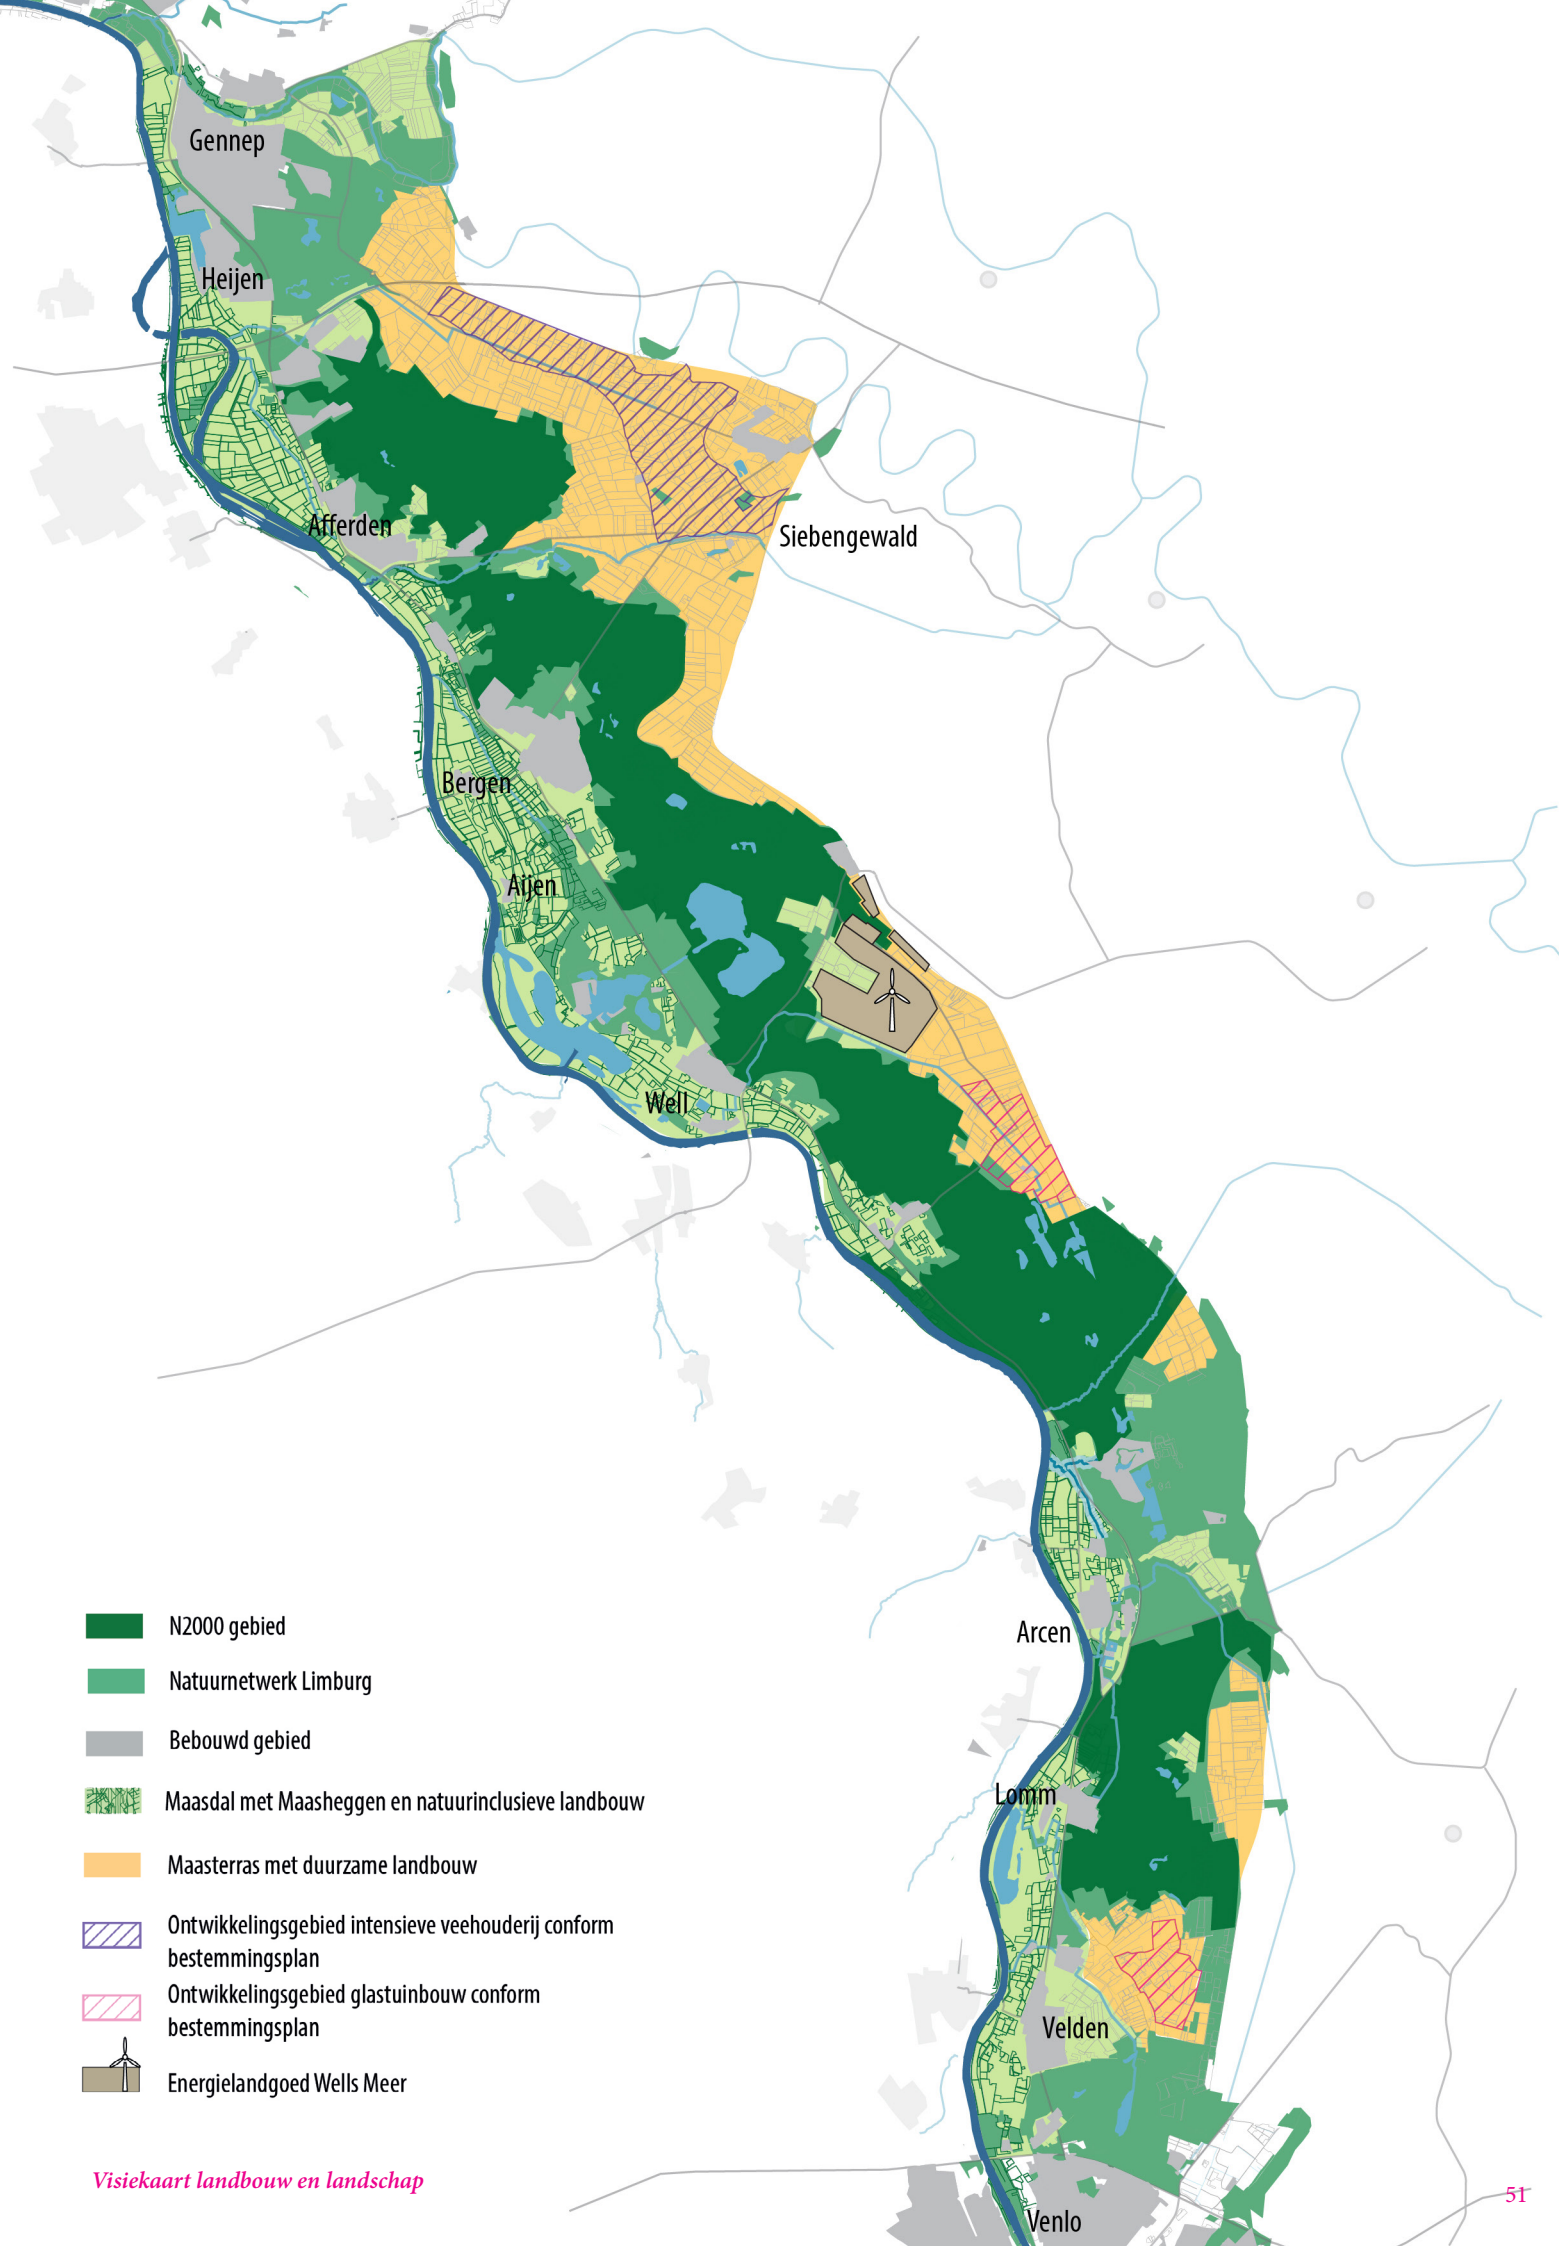 Gennep
Heijen
Afferden
Siebengewald
Bergen
Aijen
Well
Arcen
Lomm
Velden
Venlo
N2000 gebied
Natuurnetwerk Limburg
Bebouwd gebied
Maasdal met Maasheggen en natuurinclusieve landbouw
Maasterras met duurzame landbouw
Ontwikkelingsgebied intensieve veehouderij conform
bestemmingsplan
Ontwikkelingsgebied glastuinbouw conform
bestemmingsplan
Energielandgoed Wells Meer
Visiekaart landbouw en landschap
51